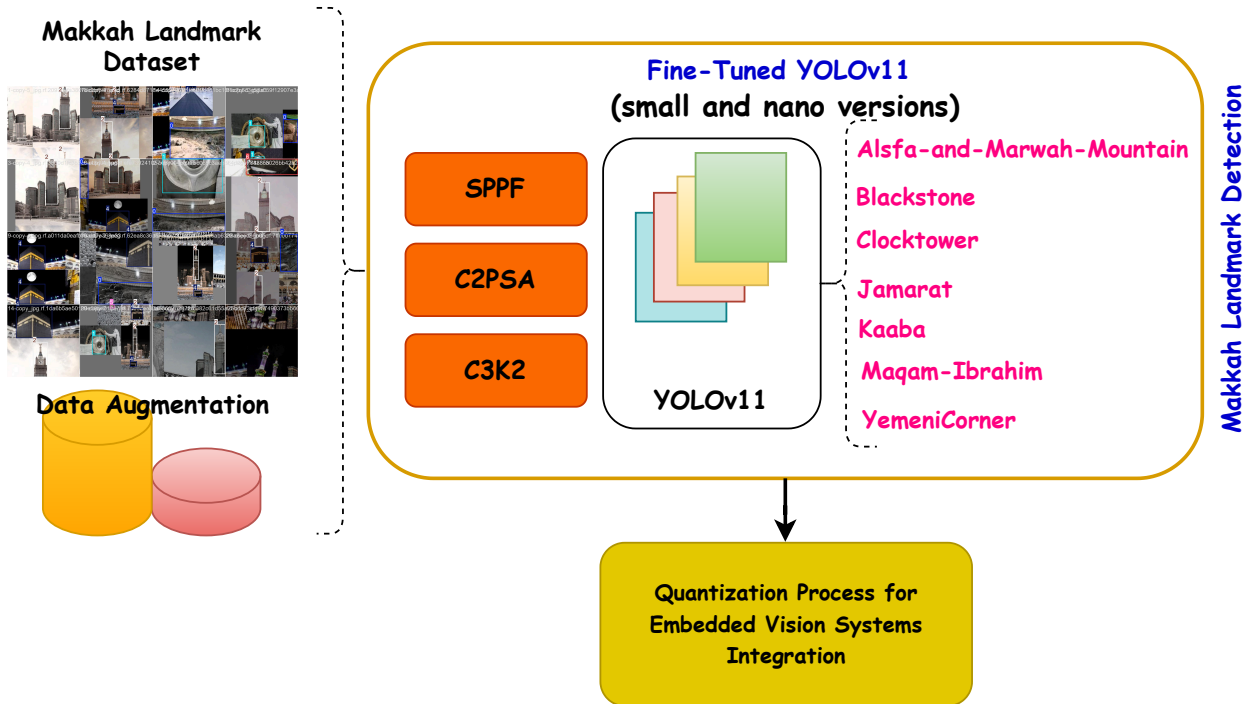 Makkah Landmark
Dataset
Data Augmentation
Fine-Tuned YOLOv11
(small and nano versions)
SPPF
C2PSA
C3K2
YOLOv11
Alsfa-and-Marwah-Mountain
Blackstone
Clocktower
Jamarat
Kaaba
Maqam-Ibrahim
YemeniCorner
Makkah Landmark Detection
Quantization Process for
Embedded Vision Systems
Integration